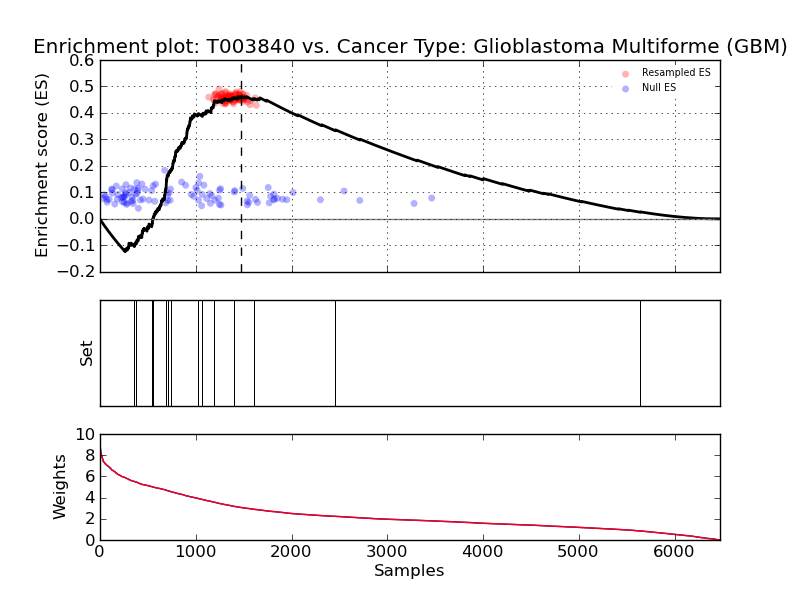 Enrichment plot: T003840 vs. Cancer Type: Glioblastoma Multiforme (GBM)
0.6
0.5
0.4
0.3
0.2
0.1
0.0
−0.1
−0.2
Enrichment score (ES)
Resampled ES
Null ES
Set
10
8
6
4
2
0
Weights
0 1000 2000 3000 4000 5000 6000
Samples